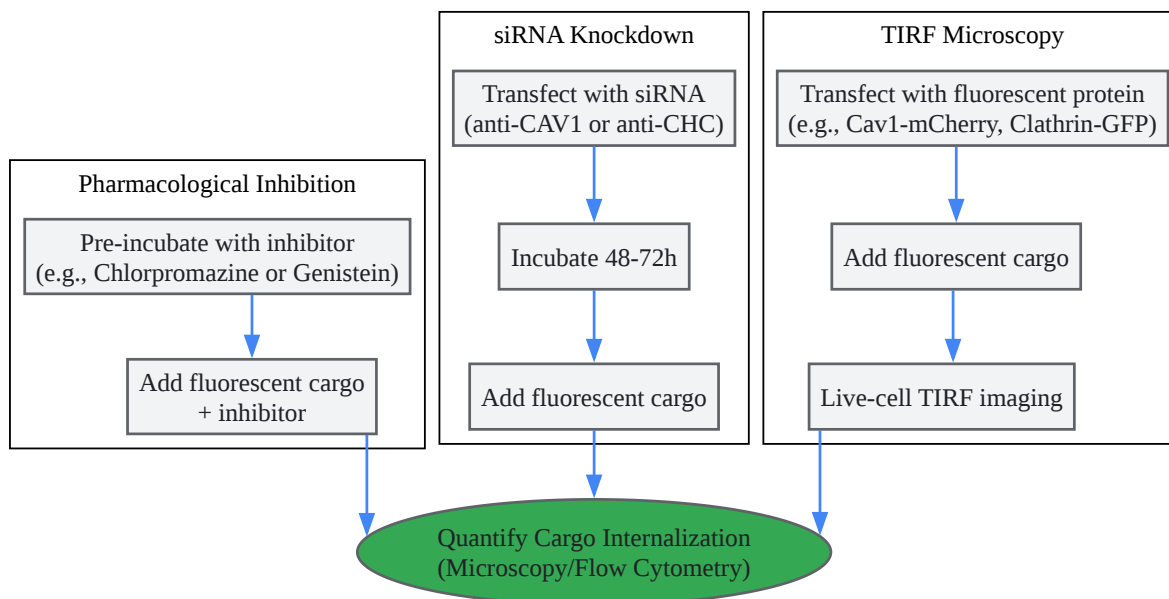 Pharmacological Inhibition
Pre-incubate with inhibitor
(e.g., Chlorpromazine or Genistein)
Add fluorescent cargo
+ inhibitor
siRNA Knockdown
Transfect with siRNA
(anti-CAV1 or anti-CHC)
Incubate 48-72h
Add fluorescent cargo
TIRF Microscopy
Transfect with fluorescent protein
(e.g., Cav1-mCherry, Clathrin-GFP)
Add fluorescent cargo
Live-cell TIRF imaging
Quantify Cargo Internalization
(Microscopy/Flow Cytometry)